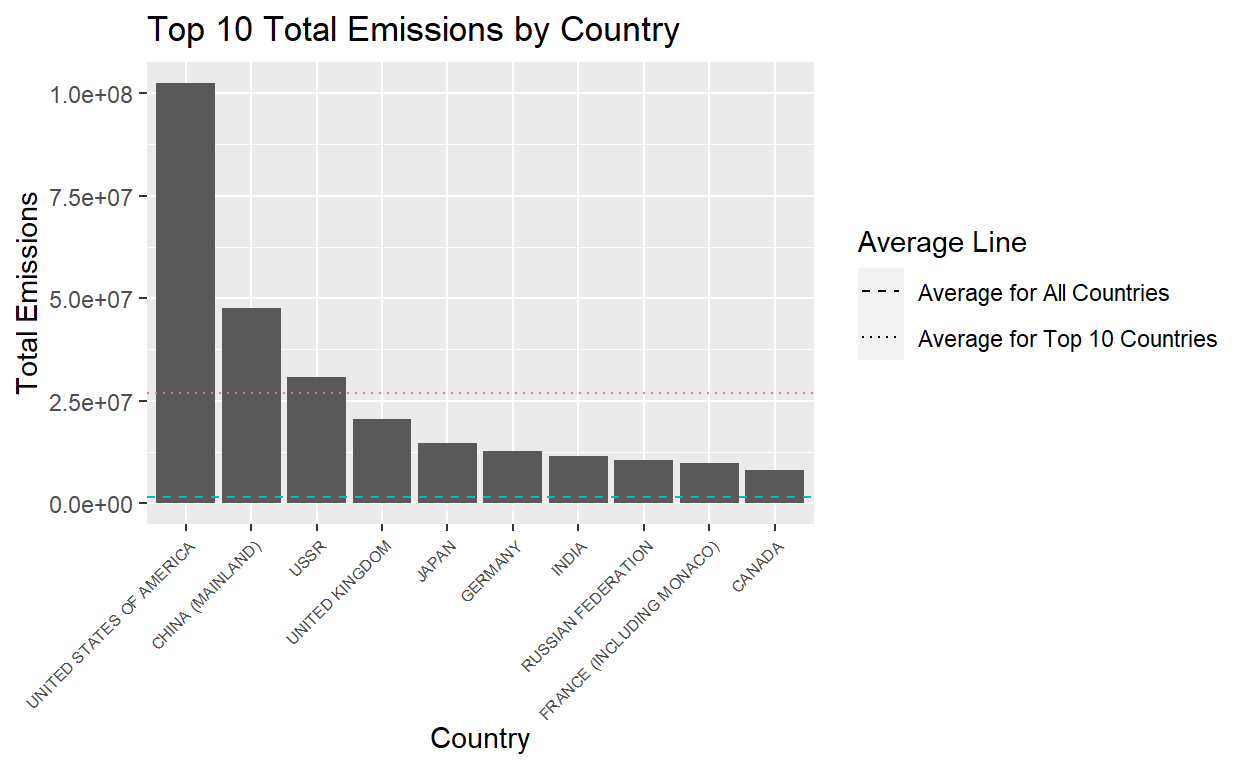 Top 10 Total Emissions by Country
1.0e+08
7.5e+07
5.0e+07
2.5e+07
0.0e+00
Total Emissions
UNITED STATES OF AMERICA
CHINA (MAINLAND)
USSR
UNITED KINGDOM
JAPAN
GERMANY
INDIA
RUSSIAN FEDERATION
FRANCE (INCLUDING MONACO)
CANADA
Country
Average Line
Average for All Countries
Average for Top 10 Countries